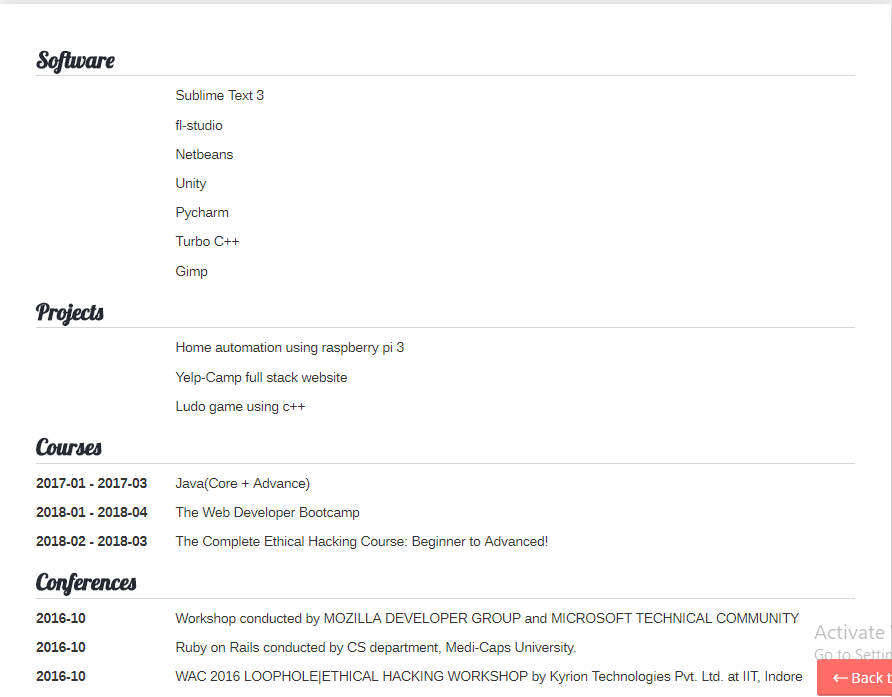 Software
Sublime Text 3
fl-studio
Netbeans
Unity
Pycharm
Turbo C++
Gimp
Projects
Home automation using raspberry pi 3
Yelp-Camp full stack website
Ludo game using c++
Courses
2017-01 - 2017-03 Java(Core + Advance)
2018-01 - 2018-04 The Web Developer Bootcamp
2018-02 - 2018-03 The Complete Ethical Hacking Course: Beginner to Advanced!
Conferences
2016-10 Workshop conducted by MOZILLA DEVELOPER GROUP and MICROSOFT TECHNICAL COMMUNITY
2016-10 Ruby on Rails conducted by CS department, Medi-Caps University.
2016-10 WAC 2016 LOOPHOLE|ETHICAL HACKING WORKSHOP by Kyrion Technologies Pvt. Ltd. at IIT, Indore
Activate
Go to
← Back